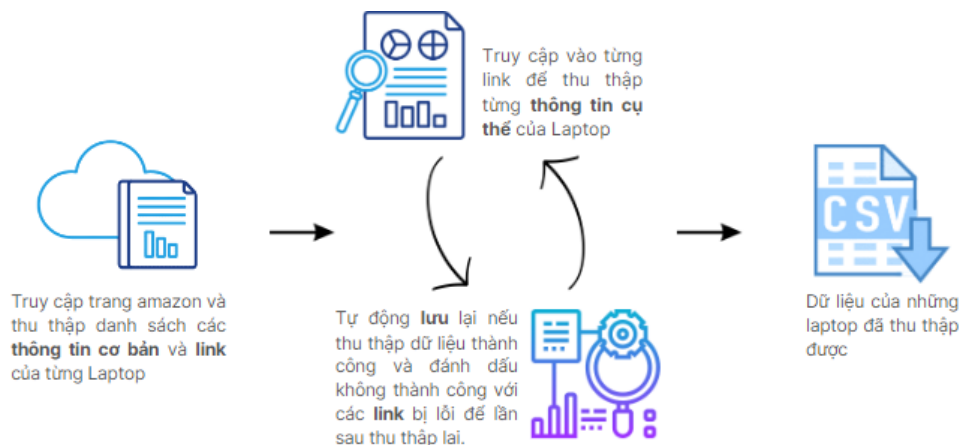 Truy cập vào từng
link để thu thập
từng thông tin cụ
thể của Laptop
CSV
Truy cập trang amazon và
thu thập danh sách các
thông tin cơ bản và link
của từng Laptop
Tự động lưu lại nếu
thu thập dữ liệu thành
công và đánh dấu
không thành công với
các link bị lỗi để lần
sau thu thập lại.
Dữ liệu của những
laptop đã thu thập
được